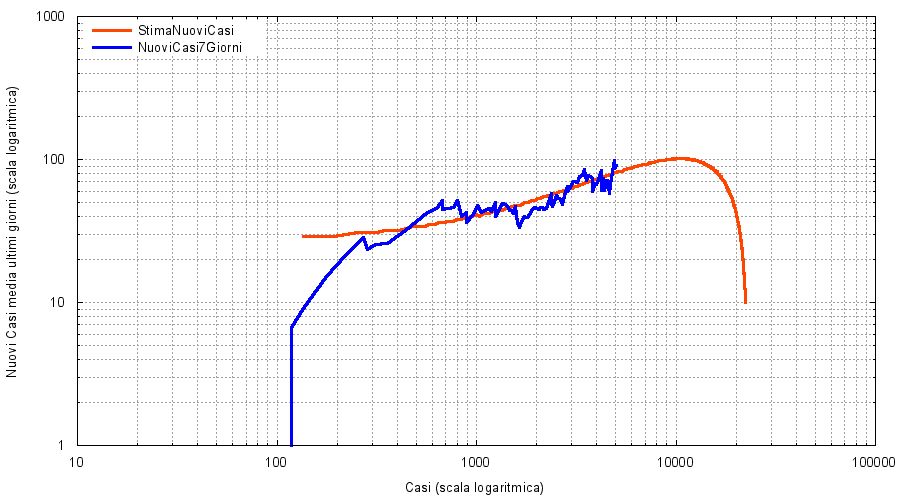 1000
StimaNuoviCasi
NuoviCasi7Giorni
100
10
1
Nuovi Casi media ultimi giorni (scala logaritmica)
10 100 1000 10000 100000
Casi (scala logaritmica)